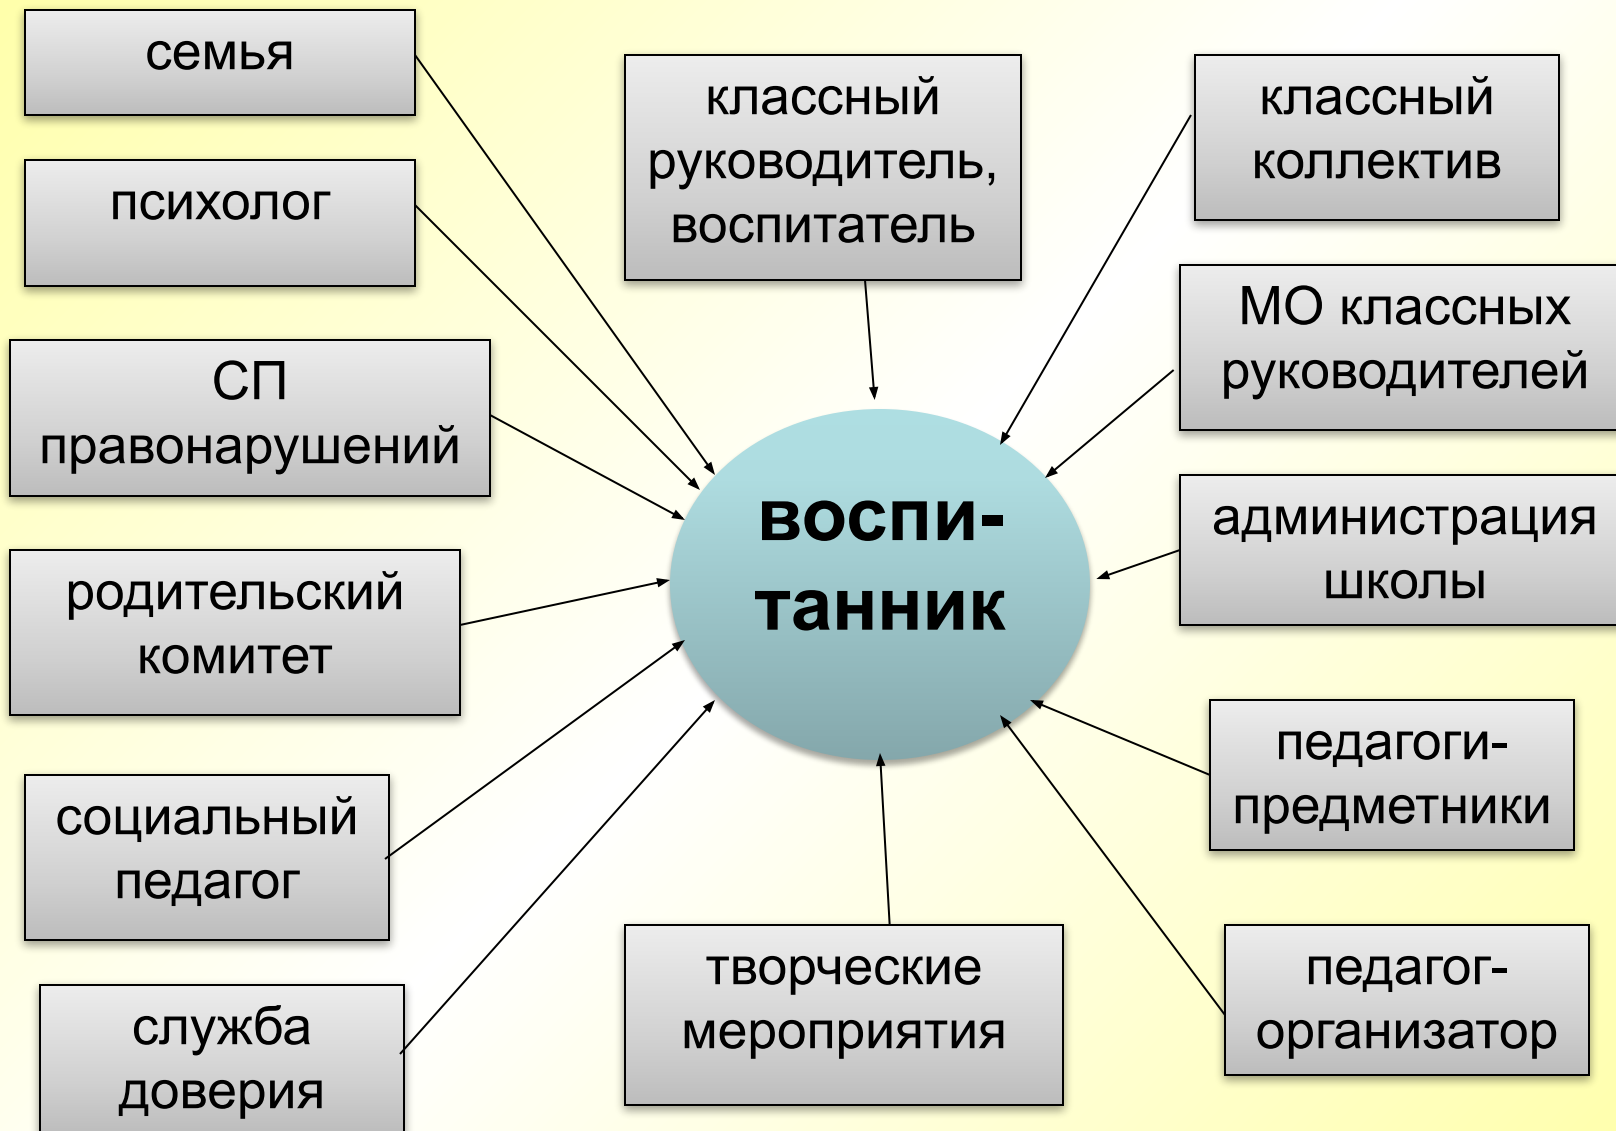 семья
психолог
СП
правонарушений
родительский
комитет
социальный
педагог
служба
доверия
классный
руководитель,
воспитатель
воспи-
танник
творческие
мероприятия
классный
коллектив
МО классных
руководителей
администрация
школы
педагоги-
предметники
педагог-
организатор